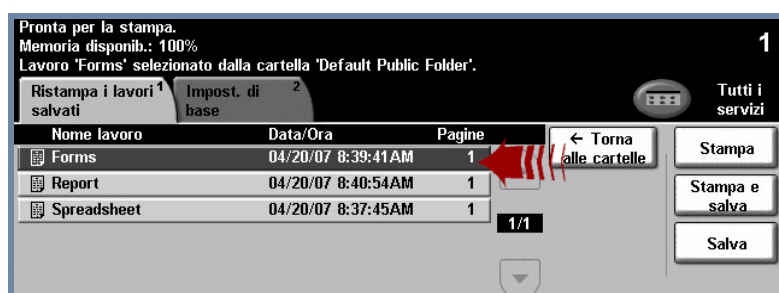 Pronta per la stampa.
Memoria disponib.: 100%
1
Lavoro 'Forms' selezionato dalla cartella 'Default Public Folder'.
Ristampa i lavori 1
salvati
Impost. di 2
base
Tutti i
servizi
Nome lavoro Data/Ora Pagine
Forms 04/20/07 8:39:41AM 1
Report 04/20/07 8:40:54AM 1
Spreadsheet 04/20/07 8:37:45AM 1
1/1
← Torna
alle cartelle
Stampa
Stampa e
salva
Salva